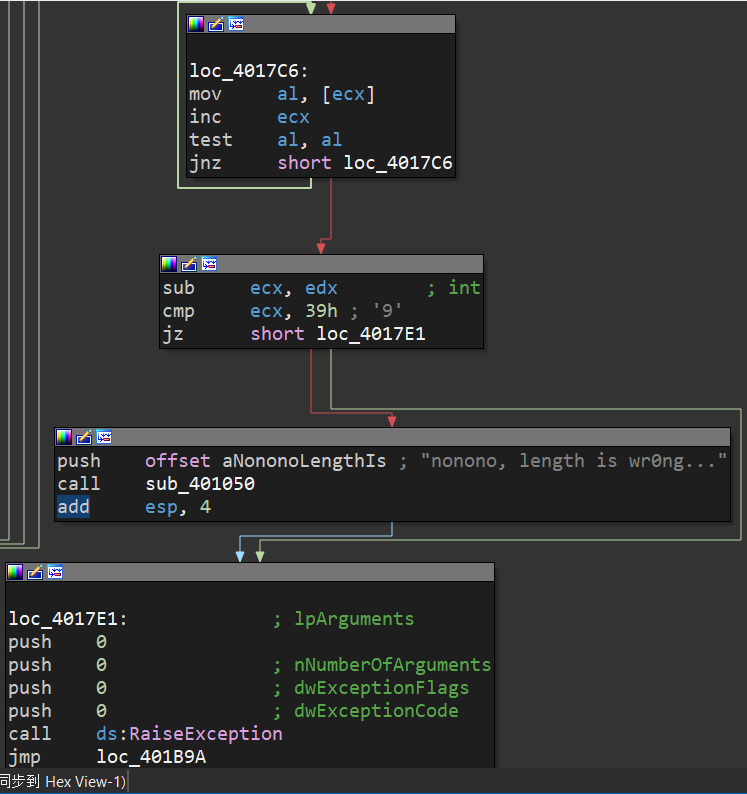 loc_4017C6:
mov al, [ecx]
inc ecx
test al, al
jnz short loc_4017C6
sub ecx, edx ; int
cmp ecx, 39h ; '9'
jz short loc_4017E1
push offset aNononoLengthIs ; "nonono, length is wr0ng..."
call sub_401050
add esp, 4
loc_4017E1: ; lpArguments
push 0
push 0 ; nNumberOfArguments
push 0 ; dwExceptionFlags
push 0 ; dwExceptionCode
call ds:RaiseException
jmp loc_401B9A
同步到 Hex View-1)